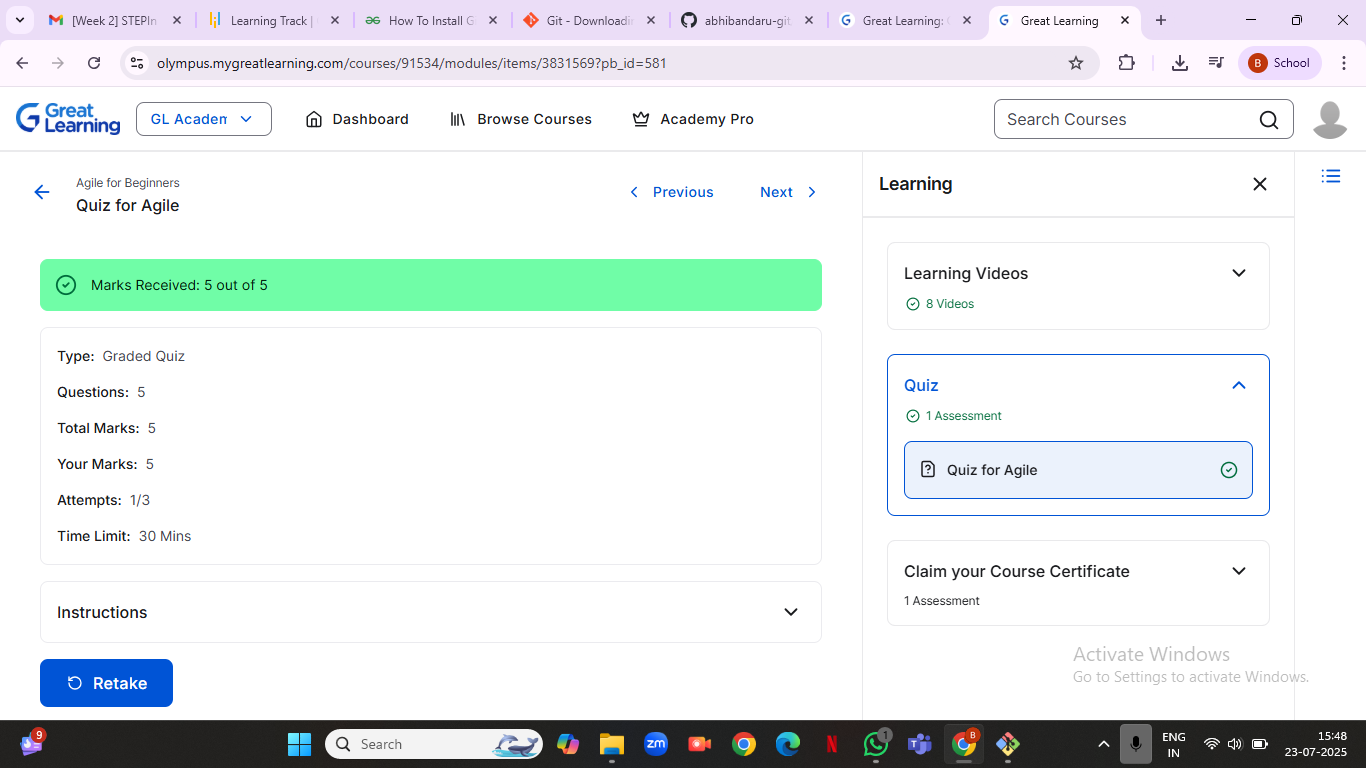 [Week 2] STEPIn
Learning Track |
How To Install G
Git - Downloadin
abhibandaru-git
Great Learning:
Great Learning
olympus.mygreatlearning.com/courses/91534/modules/items/3831569?pb_id=581
B
School
Great Learning
GL Academ
Dashboard
Browse Courses
Academy Pro
Search Courses
Agile for Beginners
Quiz for Agile
Previous
Next
Marks Received: 5 out of 5
Type: Graded Quiz
Questions: 5
Total Marks: 5
Your Marks: 5
Attempts: 1/3
Time Limit: 30 Mins
Instructions
Retake
Learning
Learning Videos
8 Videos
Quiz
1 Assessment
Quiz for Agile
Claim your Course Certificate
1 Assessment
Activate Windows
Go to Settings to activate Windows.
9
Search
zm
1
B
ENG
IN
15:48
23-07-2025